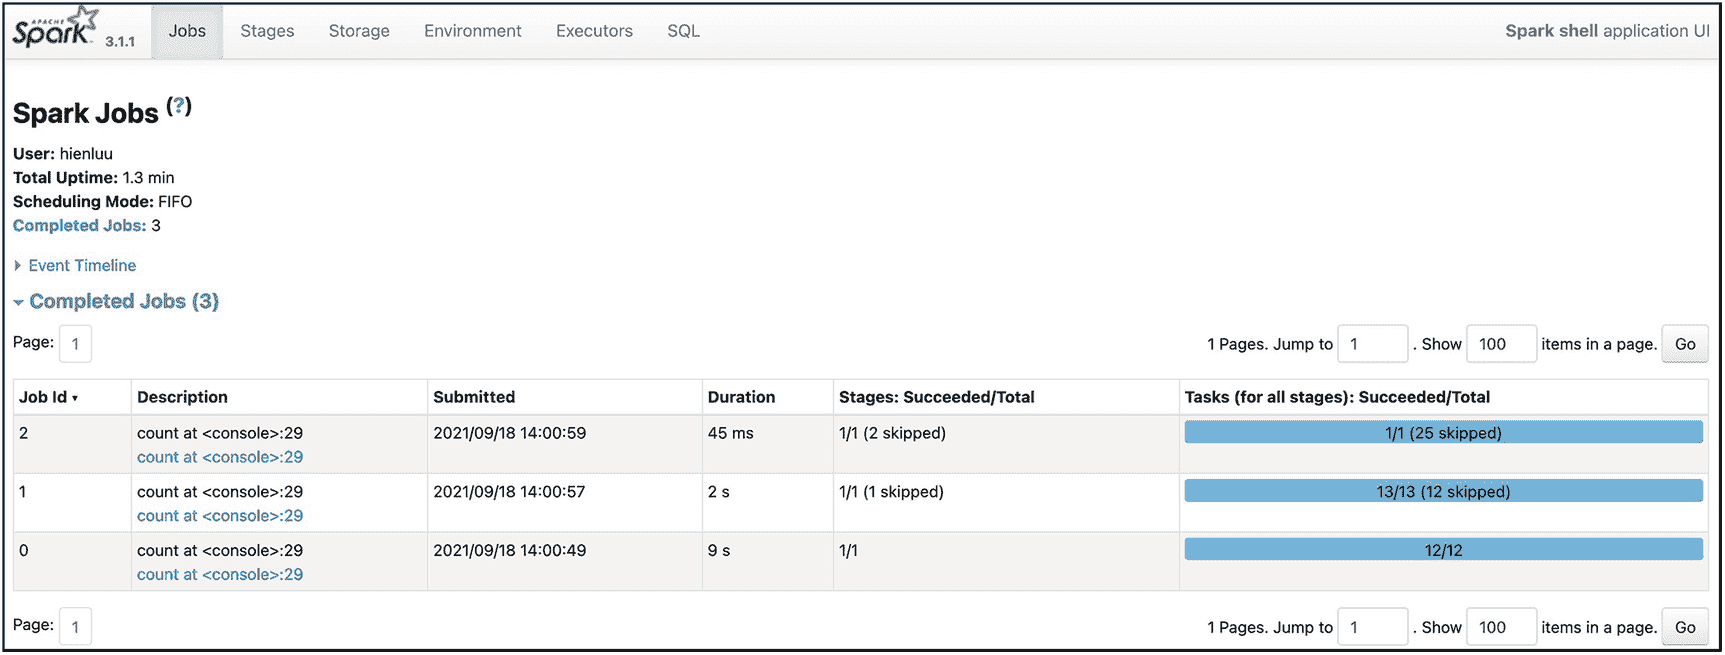 APACHE
Spark 3.1.1 Jobs Stages Storage Environment Executors SQL Spark shell application UI
Spark Jobs (?)
User: hienluu
Total Uptime: 1.3 min
Scheduling Mode: FIFO
Completed Jobs: 3
Event Timeline
Completed Jobs (3)
Page: 1 1 Pages. Jump to 1 . Show 100 items in a page. Go
Job Id ▾ Description Submitted Duration Stages: Succeeded/Total Tasks (for all stages): Succeeded/Total
2 count at <console>:29 2021/09/18 14:00:59 45 ms 1/1 (2 skipped) 1/1 (25 skipped)
count at <console>:29
1 count at <console>:29 2021/09/18 14:00:57 2 s 1/1 (1 skipped) 13/13 (12 skipped)
count at <console>:29
0 count at <console>:29 2021/09/18 14:00:49 9 s 1/1 12/12
count at <console>:29
Page: 1 1 Pages. Jump to 1 . Show 100 items in a page. Go